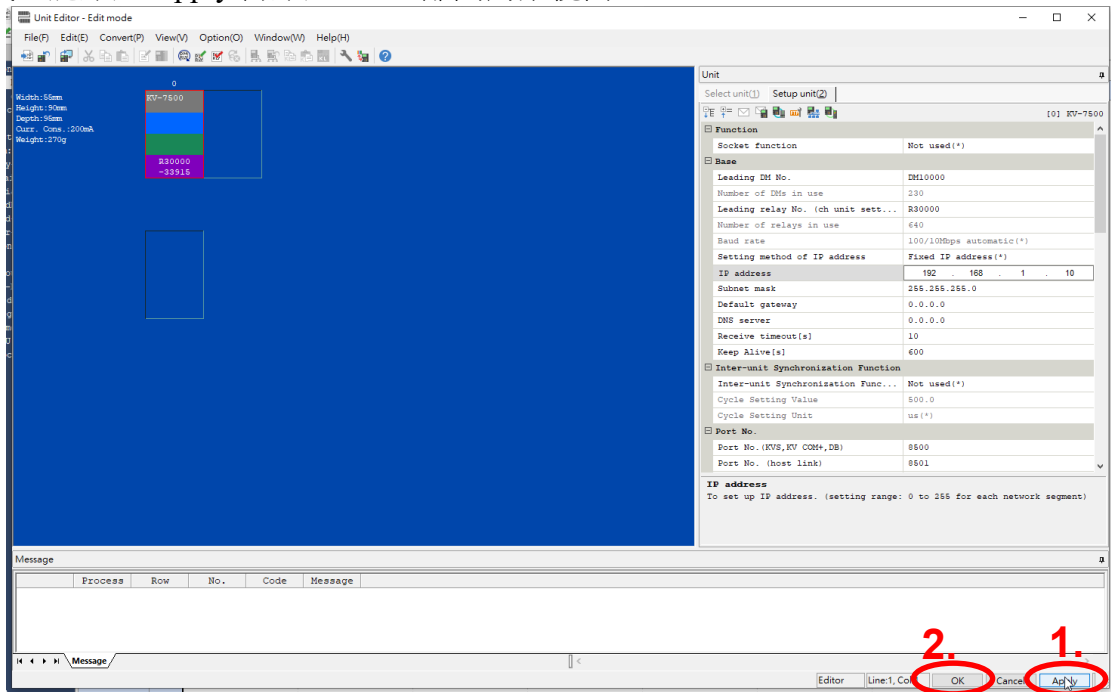 Unit Editor - Edit mode
File(F) Edit(E) Convert(P) View(V) Option(O) Window(W) Help(H)
0
Width:55mm
Height:90mm
Depth:95mm
Curr. Cons.:200mA
Weight:270g
KV-7500
R30000
-33915
Unit
Select unit(1) Setup unit(2)
[0] KV-7500
Function
Socket function Not used(*)
Base
Leading DM No. DM10000
Number of DMs in use 230
Leading relay No. (ch unit sett... R30000
Number of relays in use 640
Baud rate 100/10Mbps automatic(*)
Setting method of IP address Fixed IP address(*)
IP address 192 . 168 . 1 . 10
Subnet mask 255.255.255.0
Default gateway 0.0.0.0
DNS server 0.0.0.0
Receive timeout[s] 10
Keep Alive[s] 600
Inter-unit Synchronization Function
Inter-unit Synchronization Func... Not used(*)
Cycle Setting Value 500.0
Cycle Setting Unit us(*)
Port No.
Port No.(KVS,KV COM+,DB) 8500
Port No. (host link) 8501
IP address
To set up IP address. (setting range: 0 to 255 for each network segment)
Message
Process Row No. Code Message
Message
2. 1.
Editor Line:1, Col OK Cancel Apply